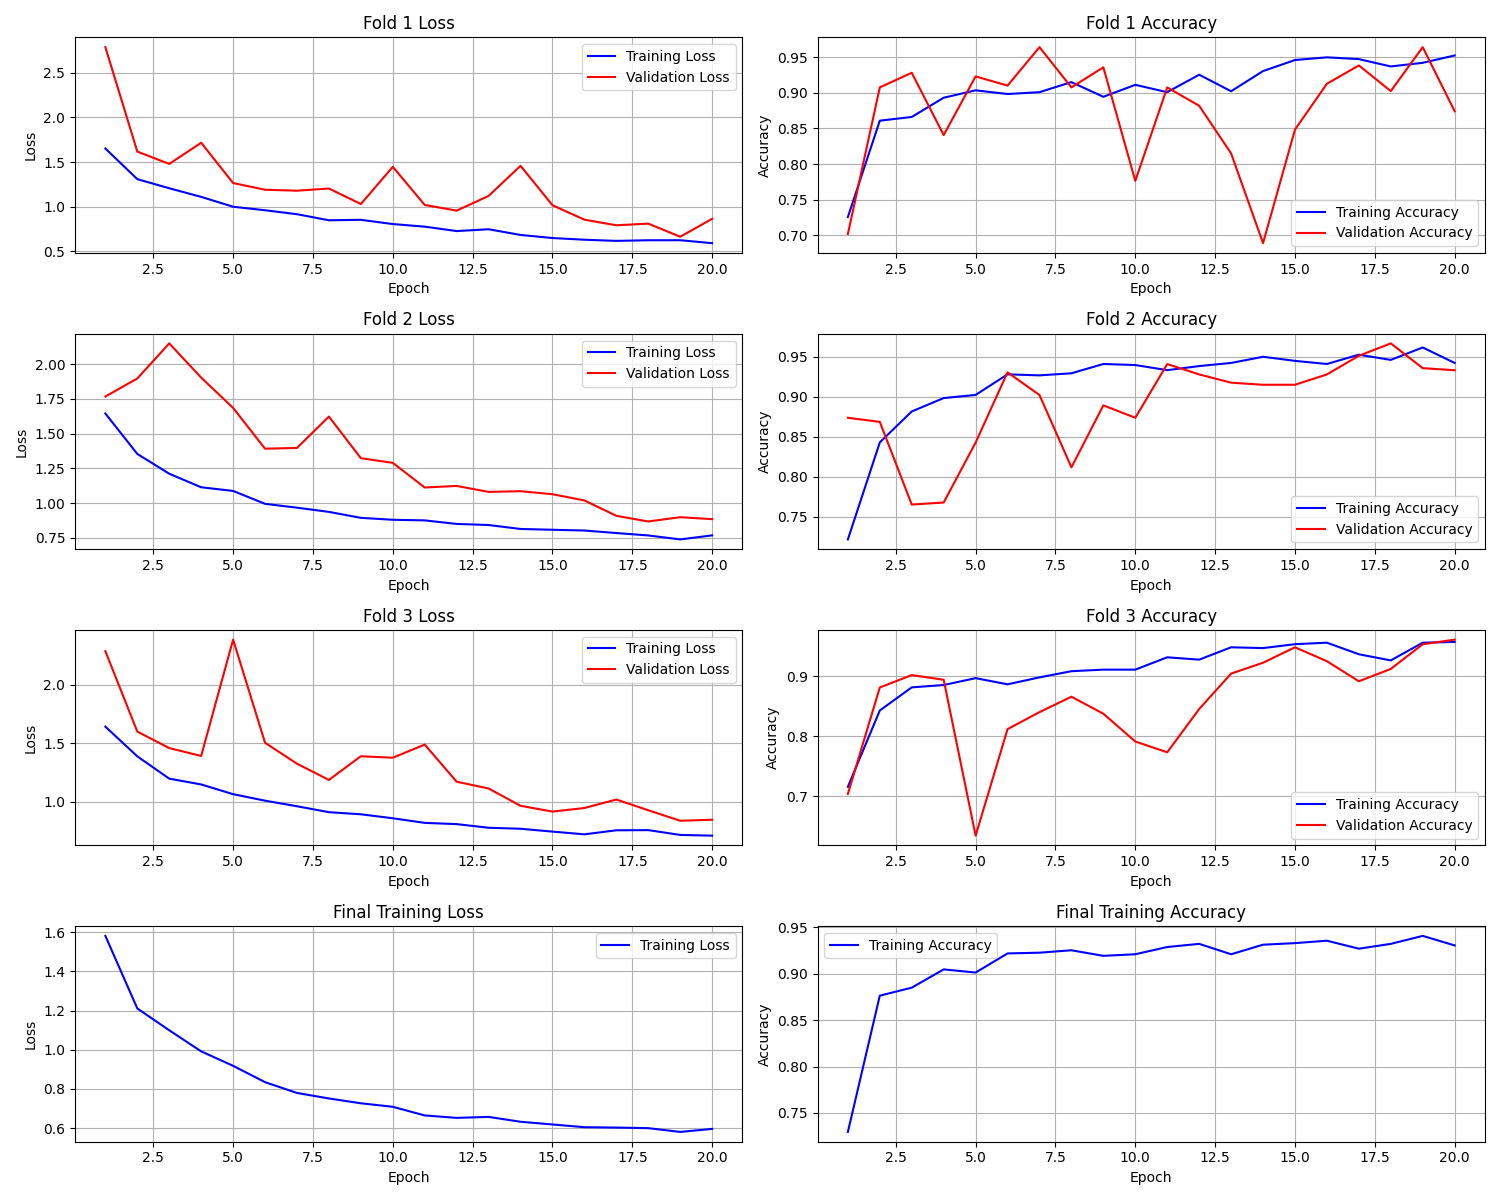 Fold 1 Loss
Loss
2.5
2.0
1.5
1.0
0.5
Training Loss
Validation Loss
2.5 5.0 7.5 10.0 12.5 15.0 17.5 20.0
Epoch
Fold 1 Accuracy
Accuracy
0.95
0.90
0.85
0.80
0.75
0.70
Training Accuracy
Validation Accuracy
2.5 5.0 7.5 10.0 12.5 15.0 17.5 20.0
Epoch
Fold 2 Loss
Loss
2.00
1.75
1.50
1.25
1.00
0.75
Training Loss
Validation Loss
2.5 5.0 7.5 10.0 12.5 15.0 17.5 20.0
Epoch
Fold 2 Accuracy
Accuracy
0.95
0.90
0.85
0.80
0.75
Training Accuracy
Validation Accuracy
2.5 5.0 7.5 10.0 12.5 15.0 17.5 20.0
Epoch
Fold 3 Loss
Loss
2.0
1.5
1.0
Training Loss
Validation Loss
2.5 5.0 7.5 10.0 12.5 15.0 17.5 20.0
Epoch
Fold 3 Accuracy
Accuracy
0.9
0.8
0.7
Training Accuracy
Validation Accuracy
2.5 5.0 7.5 10.0 12.5 15.0 17.5 20.0
Epoch
Final Training Loss
Loss
1.6
1.4
1.2
1.0
0.8
0.6
Training Loss
2.5 5.0 7.5 10.0 12.5 15.0 17.5 20.0
Epoch
Final Training Accuracy
Accuracy
0.95
0.90
0.85
0.80
0.75
Training Accuracy
2.5 5.0 7.5 10.0 12.5 15.0 17.5 20.0
Epoch